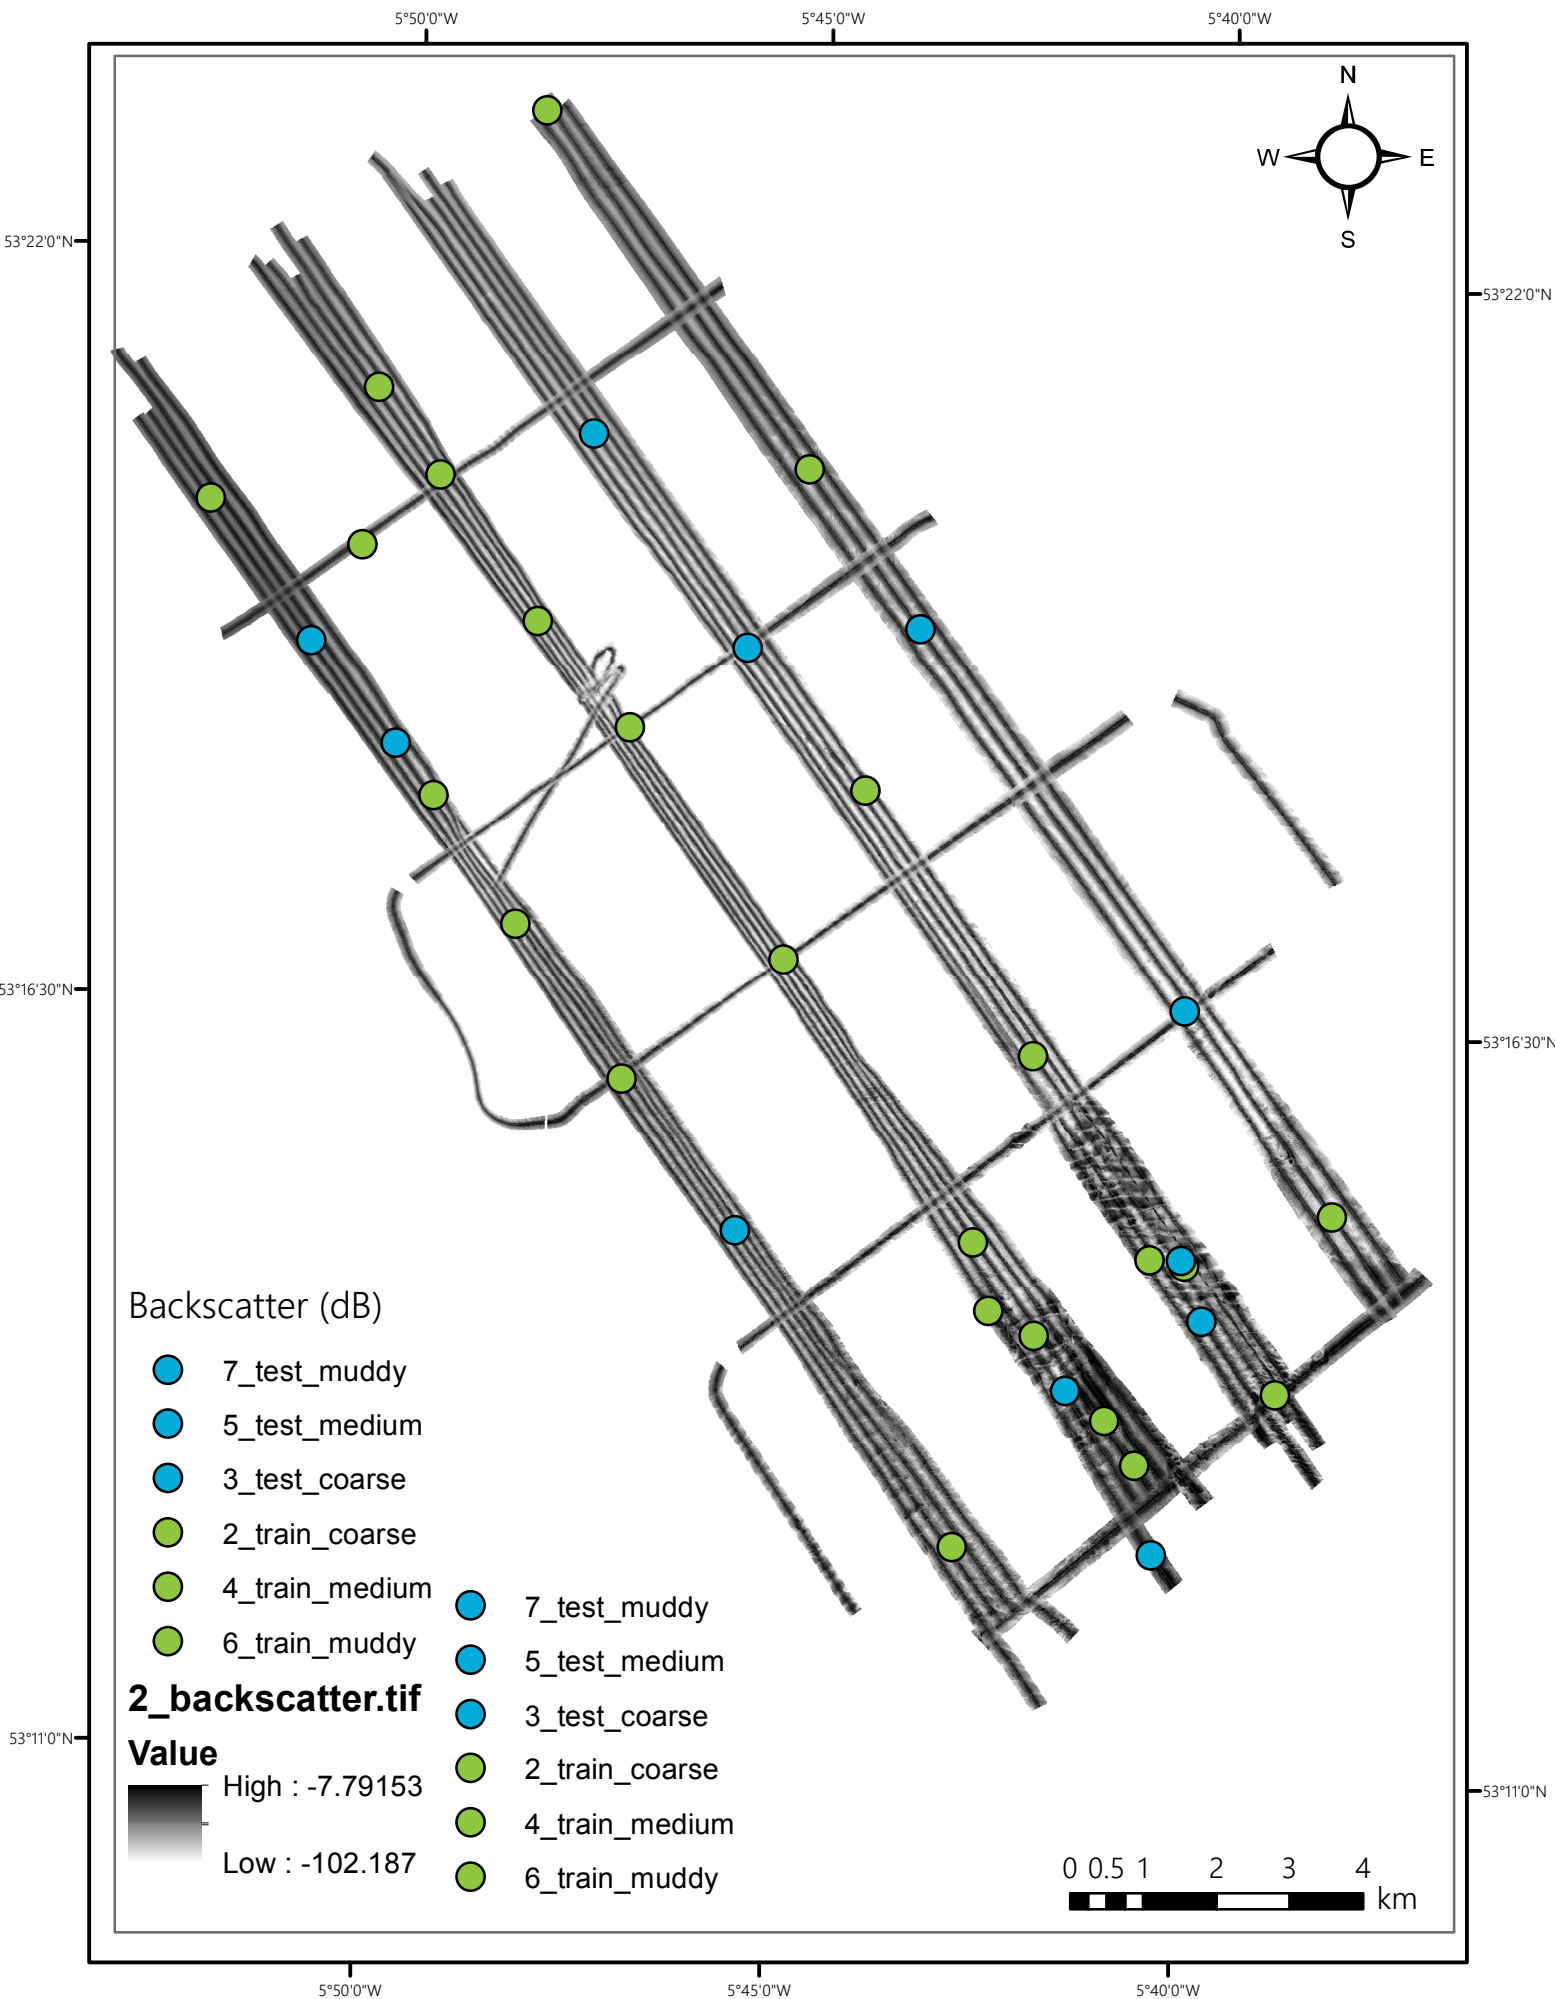 5°50'0"W 5°45'0"W 5°40'0"W
N
W E
S
53°22'0"N
53°22'0"N
53°16'30"N
53°16'30"N
53°11'0"N
53°11'0"N
Backscatter (dB)
7_test_muddy
5_test_medium
3_test_coarse
2_train_coarse
4_train_medium
6_train_muddy
2_backscatter.tif
Value
High : -7.79153
Low : -102.187
7_test_muddy
5_test_medium
3_test_coarse
2_train_coarse
4_train_medium
6_train_muddy
0 0.5 1 2 3 4
km
5°50'0"W 5°45'0"W 5°40'0"W